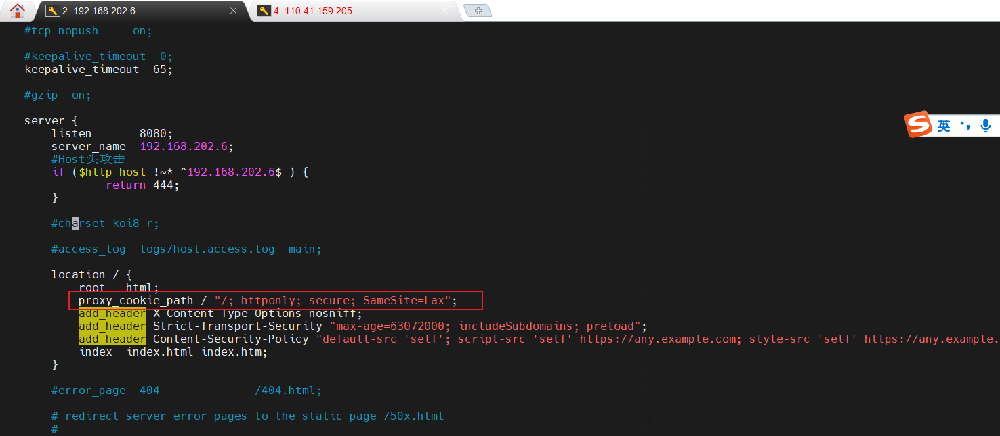 2. 192.168.202.6
4. 110.41.159.205
#tcp_nopush     on;
#keepalive_timeout  0;
keepalive_timeout  65;
#gzip  on;
server {
listen       8080;
server_name  192.168.202.6;
#Host头攻击
if ($http_host !~* ^192.168.202.6$ ) {
return 444;
}
#charset koi8-r;
#access_log  logs/host.access.log  main;
location / {
root   html;
proxy_cookie_path / "/; httponly; secure; SameSite=Lax";
add_header X-Content-Type-Options nosniff;
add_header Strict-Transport-Security "max-age=63072000; includeSubdomains; preload";
add_header Content-Security-Policy "default-src 'self'; script-src 'self' https://any.example.com; style-src 'self' https://any.example.
index  index.html index.htm;
}
#error_page  404              /404.html;
# redirect server error pages to the static page /50x.html
#
英